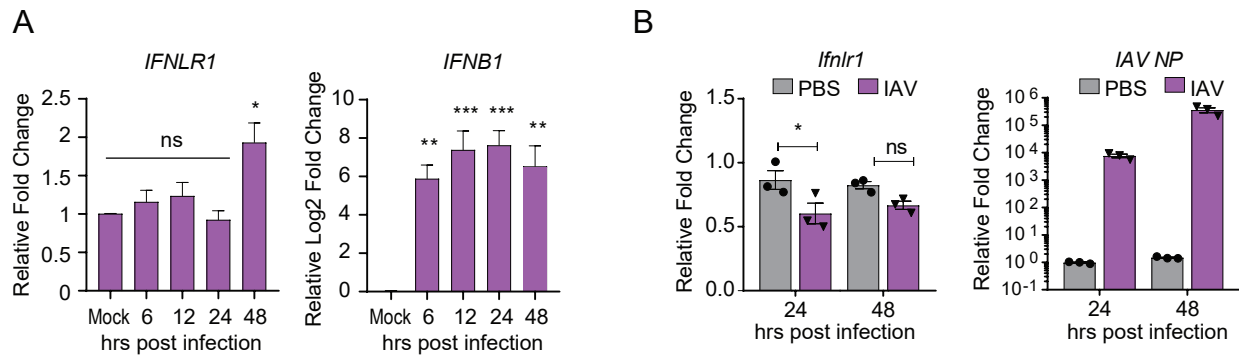 A
IFNLR1
Relative Fold Change
2.5
2
1.5
1
0.5
0
ns
*
Mock 6 12 24 48
hrs post infection
IFNB1
Relative Log2 Fold Change
10
8
6
4
2
0
**
***
***
**
Mock 6 12 24 48
hrs post infection
B
Ifnlr1
PBS IAV
Relative Fold Change
1.5
1.0
0.5
0.0
*
ns
24 48
hrs post infection
IAV NP
PBS IAV
Relative Fold Change
10^6
10^5
10^4
10^3
10^2
10^1
10^0
10^-1
24 48
hrs post infection